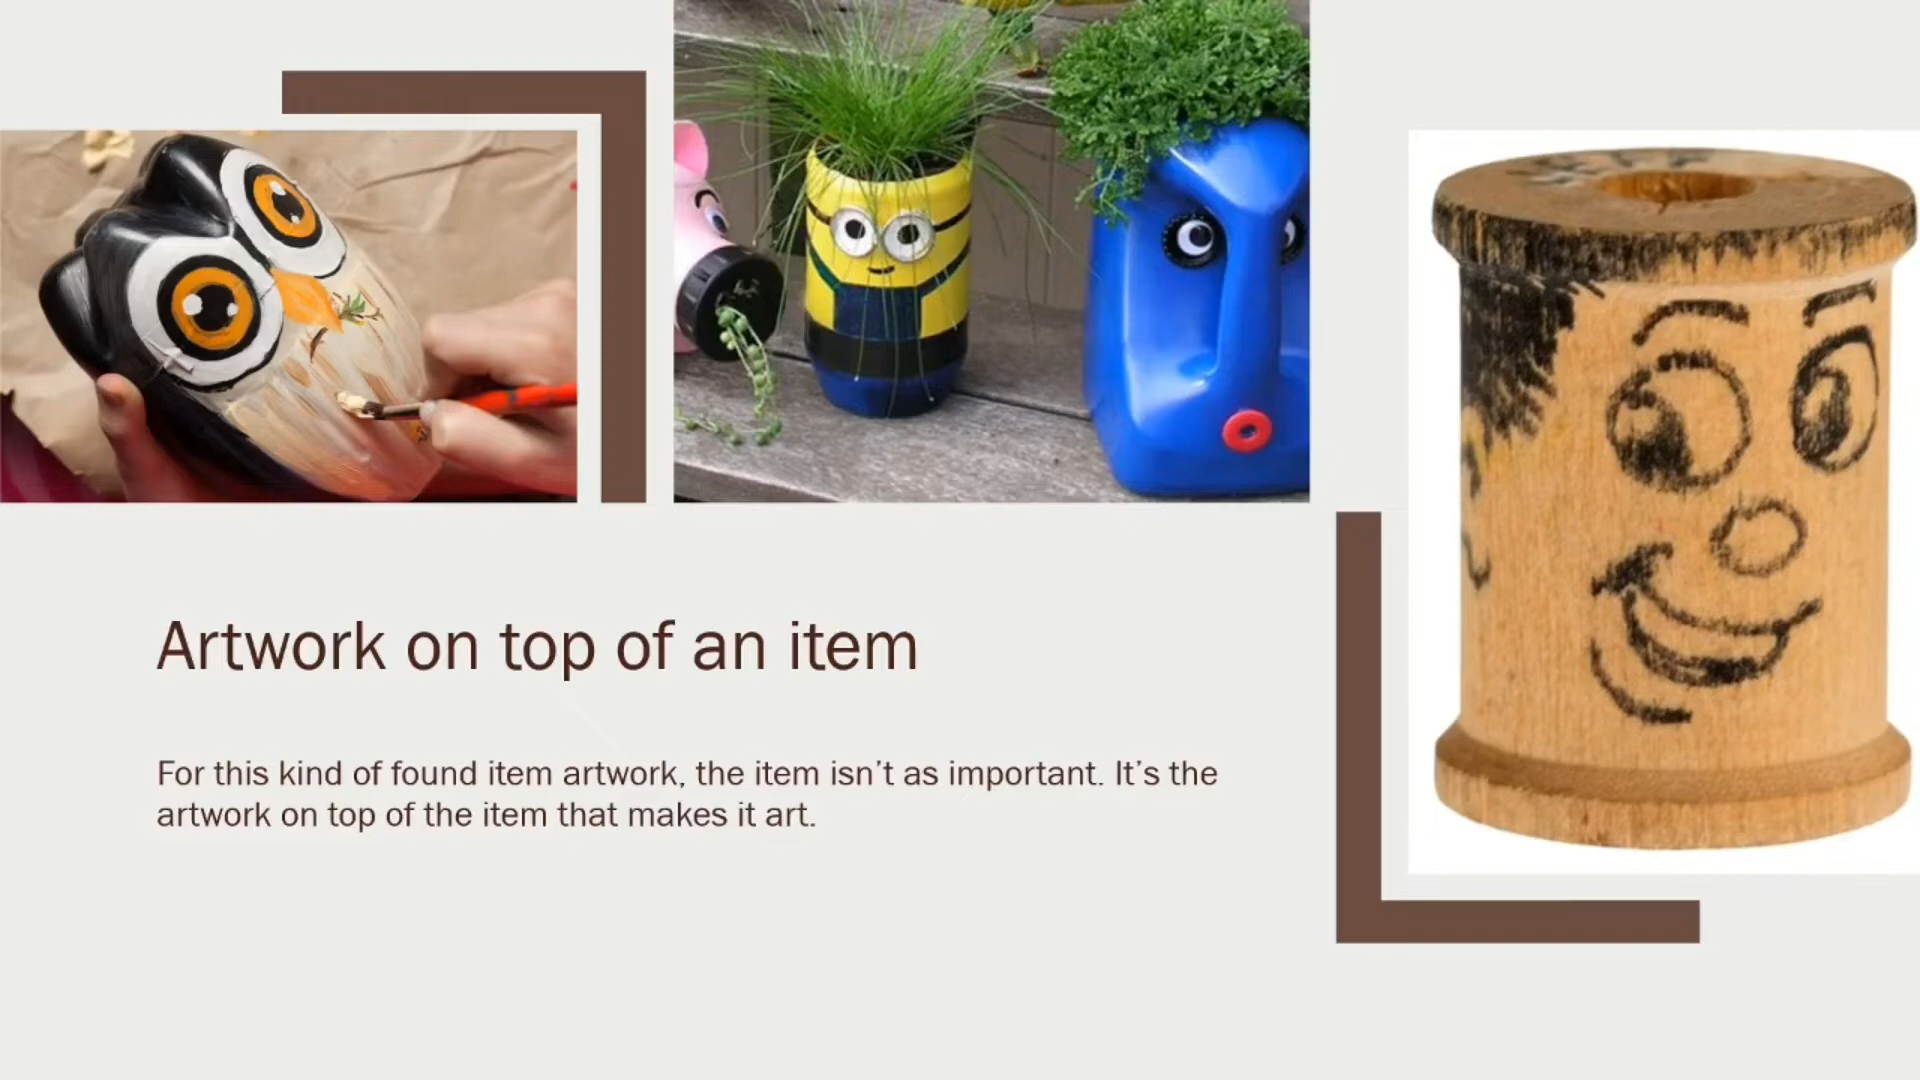 Artwork on top of an item
For this kind of found item artwork, the item isn’t as important. It’s the
artwork on top of the item that makes it art.